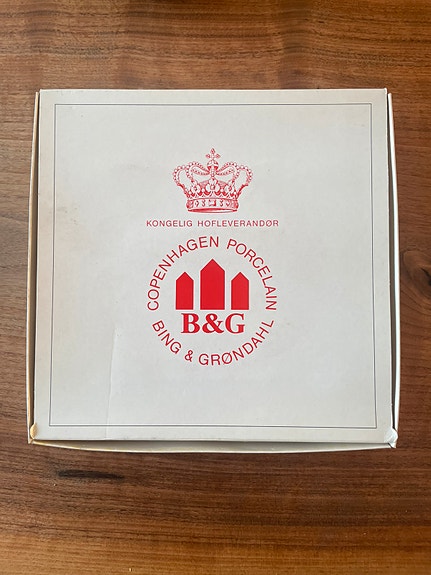 KONGELIG HOFLEVERANDØR
COPENHAGEN PORCELAIN
B&G
BING & GRØNDAHL